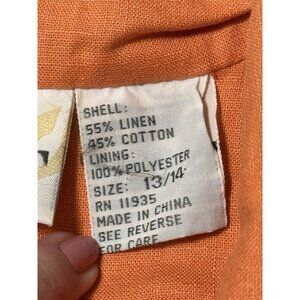 SHELL:
55% LINEN
45% COTTON
LINING:
100% POLYESTER
SIZE: 13/14
RN 11935
MADE IN CHINA
SEE REVERSE
FOR CARE